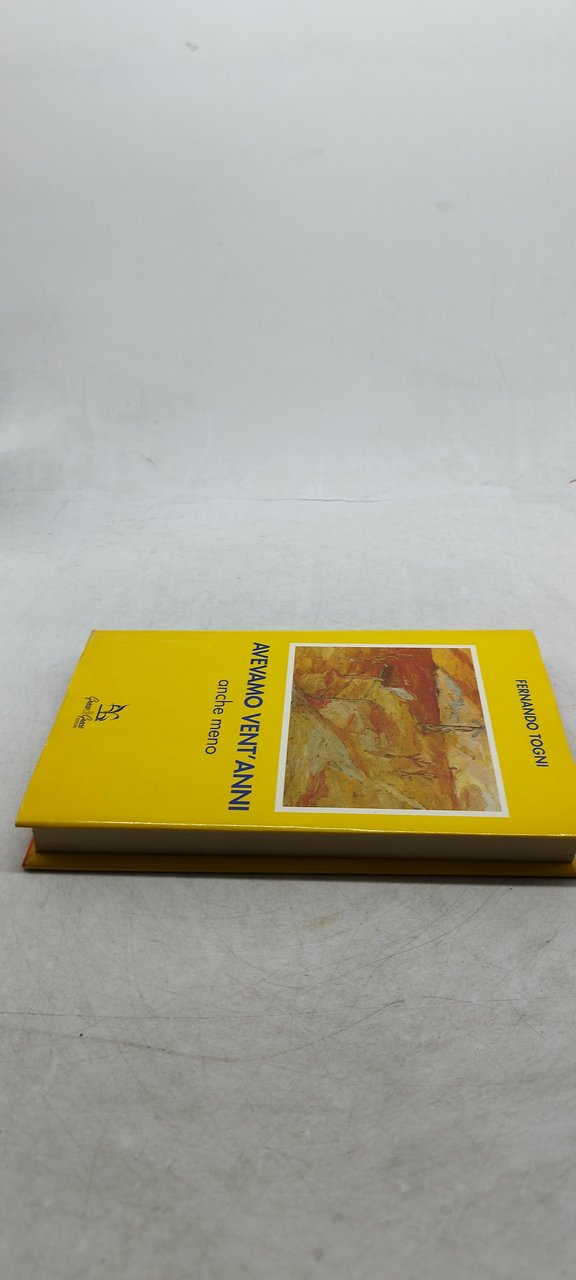 FERNANDO TOGNI
AVEVAMO VENT'ANNI
anche meno